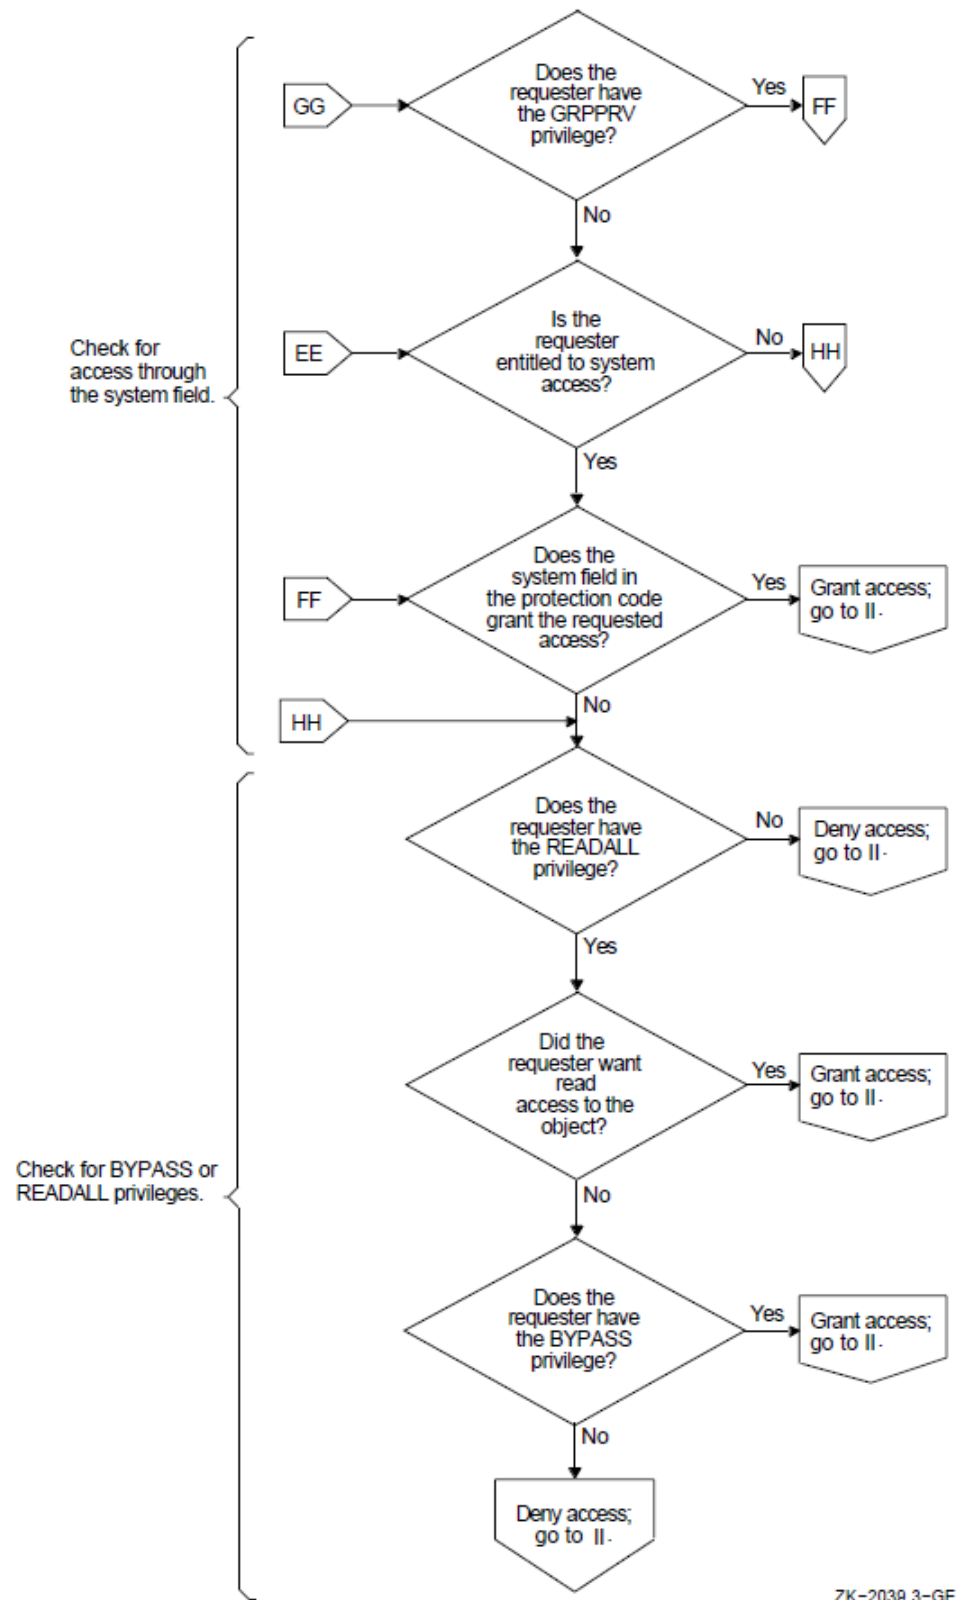 Does the
requester have
the GRPPRV
privilege?
GG
Yes
FF
No
Is the
requester
entitled to system
access?
EE
No
HH
Check for
access through
the system field.
Yes
Does the
system field in
the protection code
grant the requested
access?
FF
Yes
Grant access;
go to II.
No
HH
Does the
requester have
the READALL
privilege?
No
Deny access;
go to II.
Yes
Did the
requester want
read
access to the
object?
Yes
Grant access;
go to II.
Check for BYPASS or
READALL privileges.
No
Does the
requester have
the BYPASS
privilege?
Yes
Grant access;
go to II.
No
Deny access;
go to II.
ZK-2039.3-GE